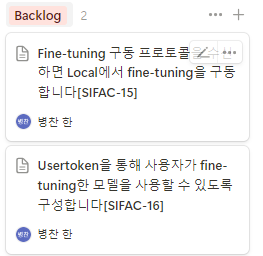 Backlog 2
Fine-tuning 구동 프로토콜을
하면 Local에서 fine-tuning을 구동
합니다[SIFAC-15]
병찬 한
Usertoken을 통해 사용자가 fine-
tuning한 모델을 사용할 수 있도록
구성합니다[SIFAC-16]
병찬 한